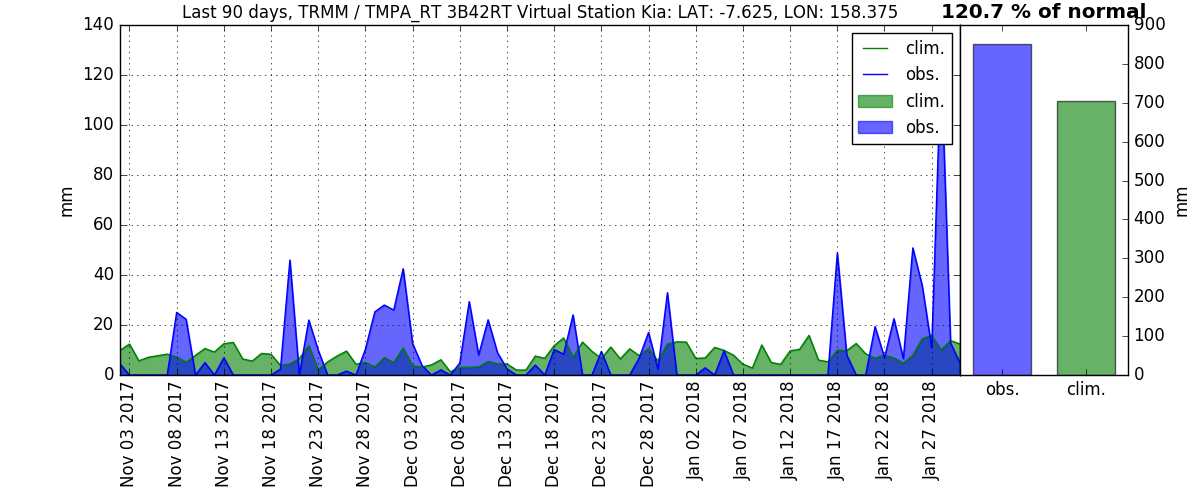 Last 90 days, TRMM / TMPA_RT 3B42RT Virtual Station Kia: LAT: -7.625, LON: 158.375
120.7 % of normal
140
120
100
80
60
40
20
0
mm
clim.
obs.
clim.
obs.
900
800
700
600
500
400
300
200
100
0
mm
Nov 03 2017
Nov 08 2017
Nov 13 2017
Nov 18 2017
Nov 23 2017
Nov 28 2017
Dec 03 2017
Dec 08 2017
Dec 13 2017
Dec 18 2017
Dec 23 2017
Dec 28 2017
Jan 02 2018
Jan 07 2018
Jan 12 2018
Jan 17 2018
Jan 22 2018
Jan 27 2018
obs.
clim.